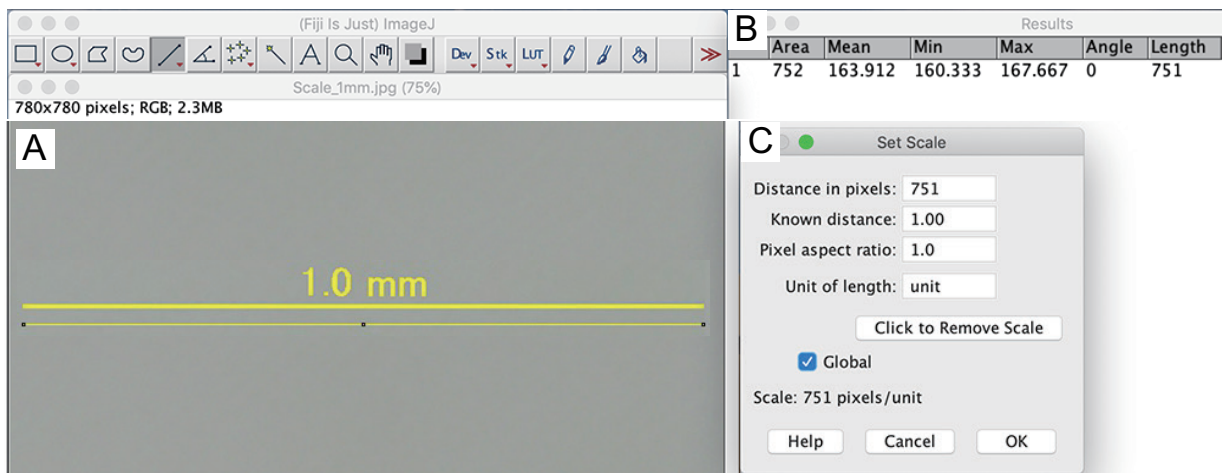 (Fiji Is Just) ImageJ
A Dev Stk LUT >>
Scale_1mm.jpg (75%)
780x780 pixels; RGB; 2.3MB
A
1.0 mm
B
Results
Area Mean Min Max Angle Length
1 752 163.912 160.333 167.667 0 751
C
Set Scale
Distance in pixels: 751
Known distance: 1.00
Pixel aspect ratio: 1.0
Unit of length: unit
Click to Remove Scale
Global
Scale: 751 pixels/unit
Help Cancel OK